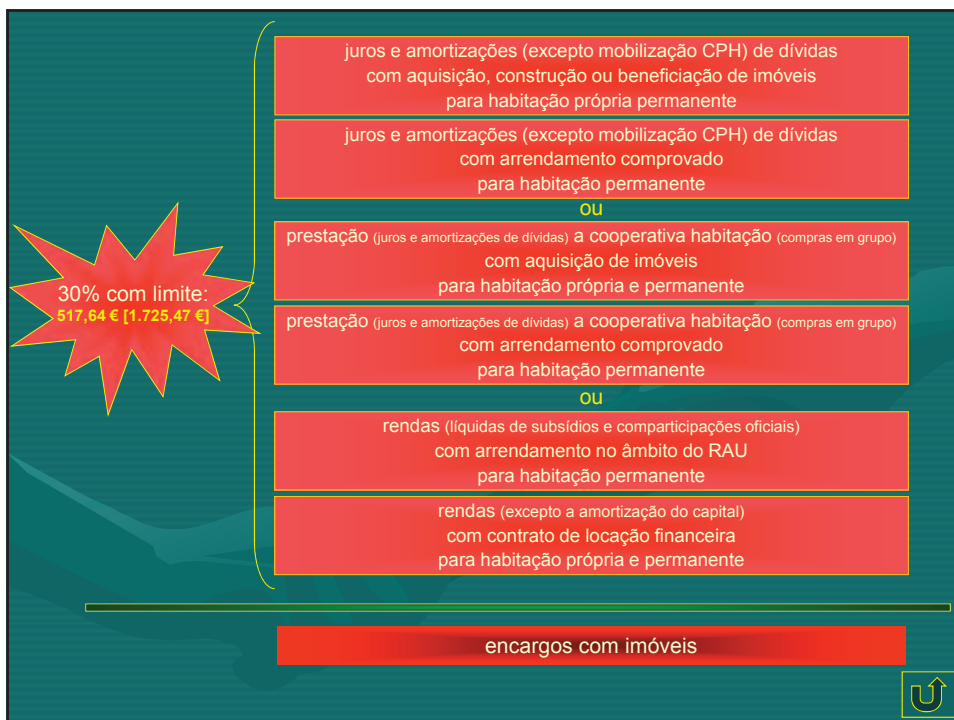 juros e amortizações (excepto mobilização CPH) de dívidas
com aquisição, construção ou beneficiação de imóveis
para habitação própria permanente
juros e amortizações (excepto mobilização CPH) de dívidas
com arrendamento comprovado
para habitação permanente
ou
prestação (juros e amortizações de dívidas) a cooperativa habitação (compras em grupo)
com aquisição de imóveis
para habitação própria e permanente
30% com limite:
517,64 € [1.725,47 €]
prestação (juros e amortizações de dívidas) a cooperativa habitação (compras em grupo)
com arrendamento comprovado
para habitação permanente
ou
rendas (líquidas de subsídios e comparticipações oficiais)
com arrendamento no âmbito do RAU
para habitação permanente
rendas (excepto a amortização do capital)
com contrato de locação financeira
para habitação própria e permanente
encargos com imóveis